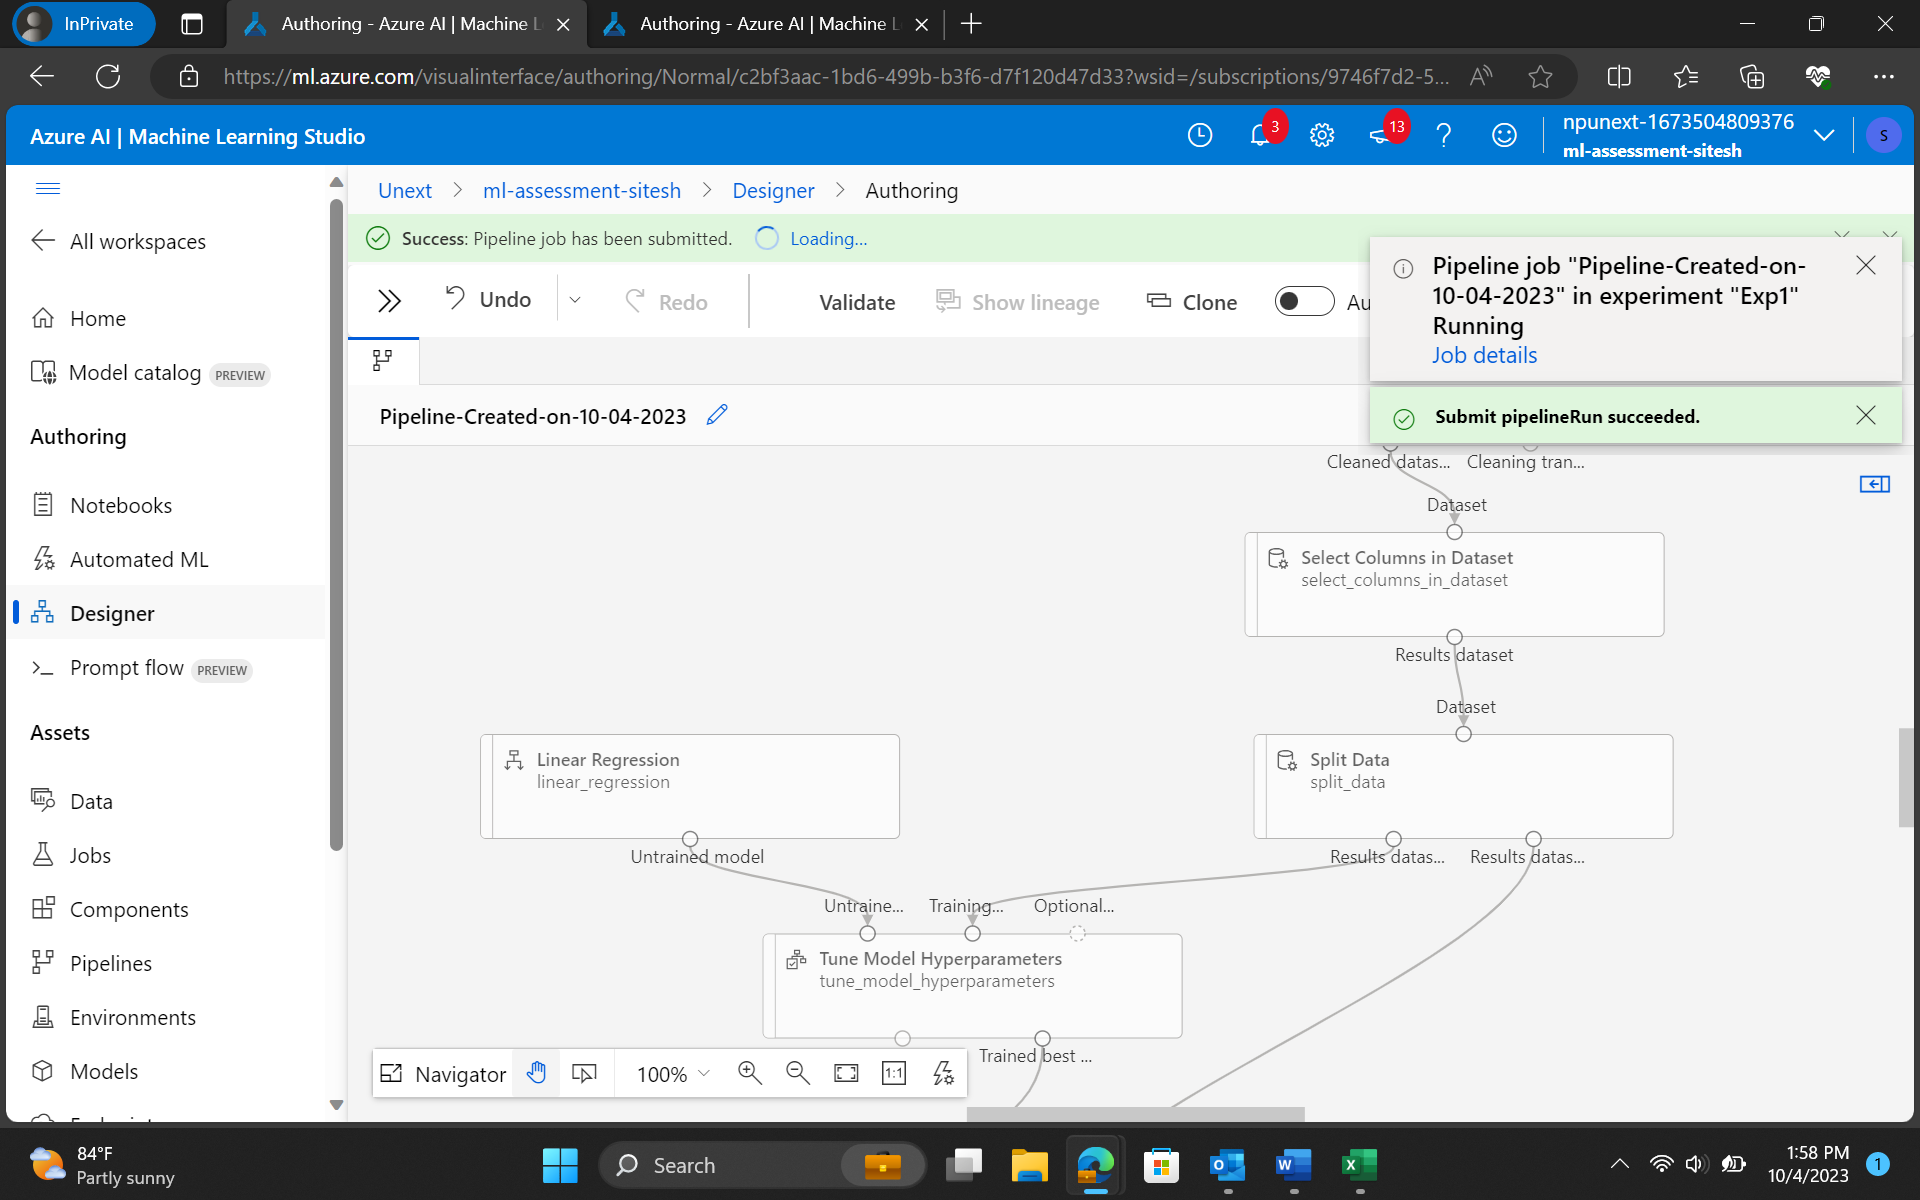 InPrivate
Authoring - Azure AI | Machine L
Authoring - Azure AI | Machine L
https://ml.azure.com/visualinterface/authoring/Normal/c2bf3aac-1bd6-499b-b3f6-d7f120d47d33?wsid=/subscriptions/9746f7d2-5...
Azure AI | Machine Learning Studio
3
13
npunext-1673504809376
ml-assessment-sitesh
S
All workspaces
Home
Model catalog PREVIEW
Authoring
Notebooks
Automated ML
Designer
Prompt flow PREVIEW
Assets
Data
Jobs
Components
Pipelines
Environments
Models
Unext > ml-assessment-sitesh > Designer > Authoring
Success: Pipeline job has been submitted. Loading...
Undo
Redo
Validate
Show lineage
Clone
Au
Pipeline job "Pipeline-Created-on-
10-04-2023" in experiment "Exp1"
Running
Job details
Submit pipelineRun succeeded.
Pipeline-Created-on-10-04-2023
Cleaned datas... Cleaning tran...
Dataset
Select Columns in Dataset
select_columns_in_dataset
Results dataset
Dataset
Linear Regression
linear_regression
Untrained model
Split Data
split_data
Results datas... Results datas...
Untraine... Training... Optional...
Tune Model Hyperparameters
tune_model_hyperparameters
Trained best ...
Navigator
100%
1:1
84°F
Partly sunny
Search
1:58 PM
10/4/2023
1